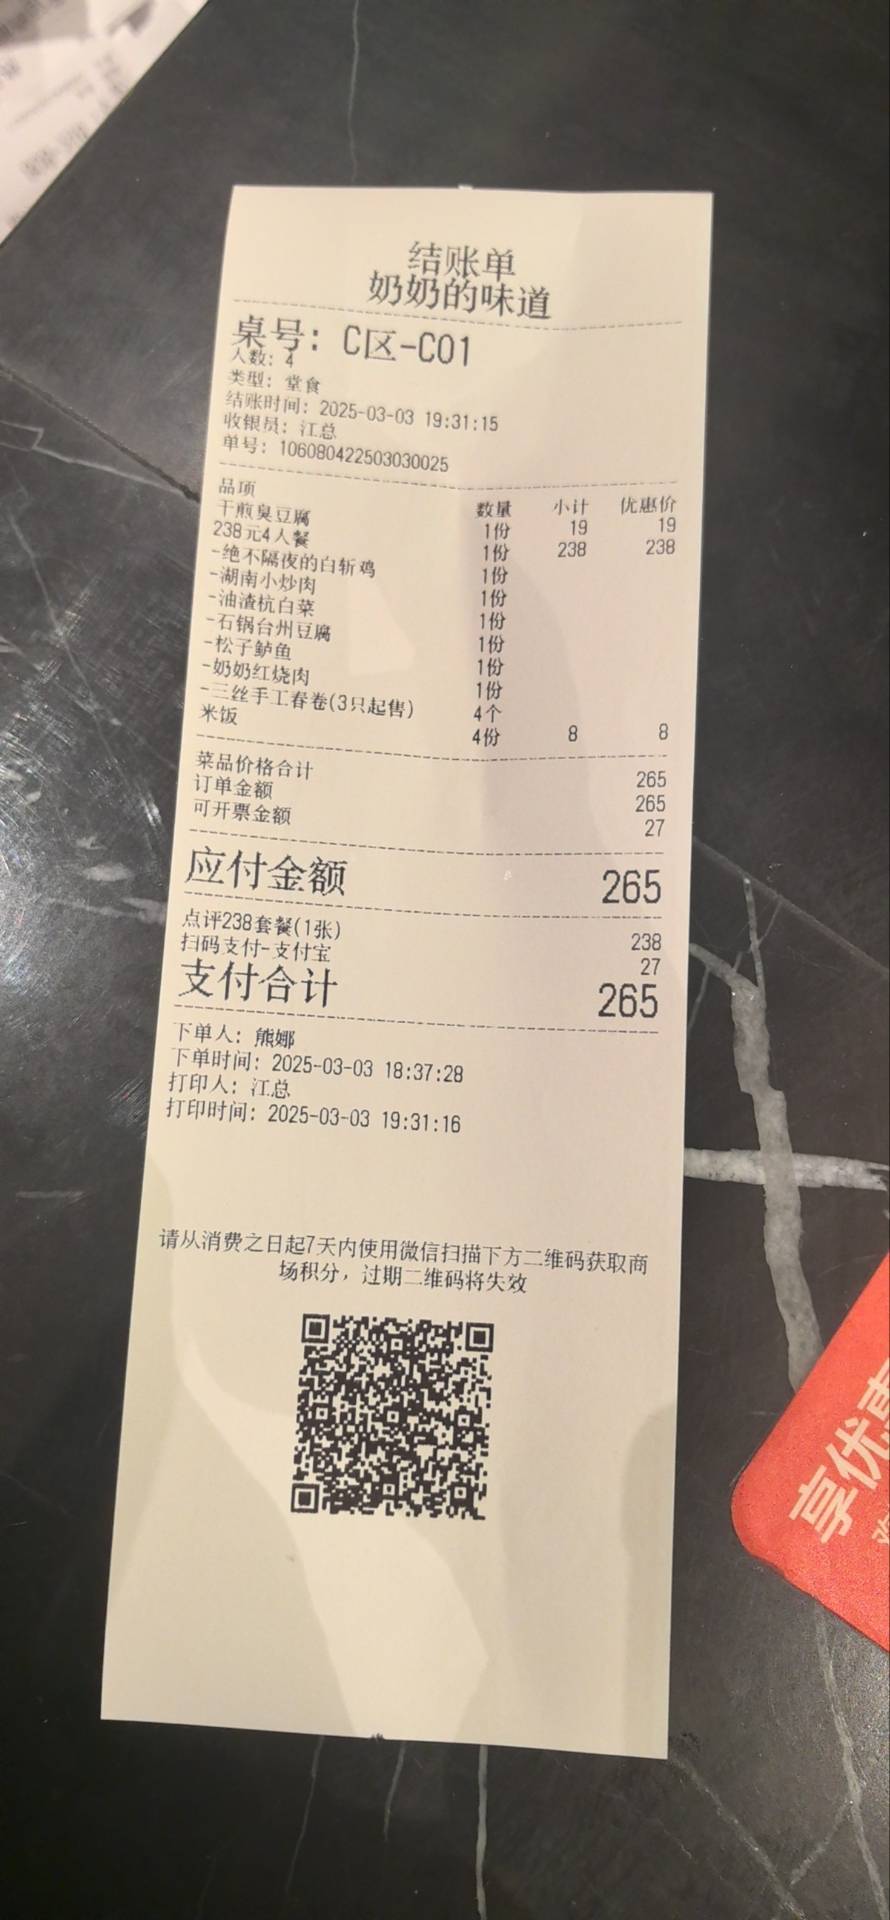 结账单
奶奶的味道
桌号: C区-C01
人数: 4
类型: 堂食
结账时间: 2025-03-03 19:31:15
收银员: 江总
单号: 106080422503030025
品项 数量 小计 优惠价
干煎臭豆腐 1份 19 19
238元4人餐 1份 238 238
-绝不隔夜的白斩鸡 1份
-湖南小炒肉 1份
-油渣杭白菜 1份
-石锅台州豆腐 1份
-松子鲈鱼 1份
-奶奶红烧肉 1份
-三丝手工春卷(3只起售) 4个
米饭 4份 8 8
菜品价格合计 265
订单金额 265
可开票金额 27
应付金额 265
点评238套餐(1张) 238
扫码支付-支付宝 27
支付合计 265
下单人: 熊娜
下单时间: 2025-03-03 18:37:28
打印人: 江总
打印时间: 2025-03-03 19:31:16
请从消费之日起7天内使用微信扫描下方二维码获取商
场积分，过期二维码将失效
享优惠